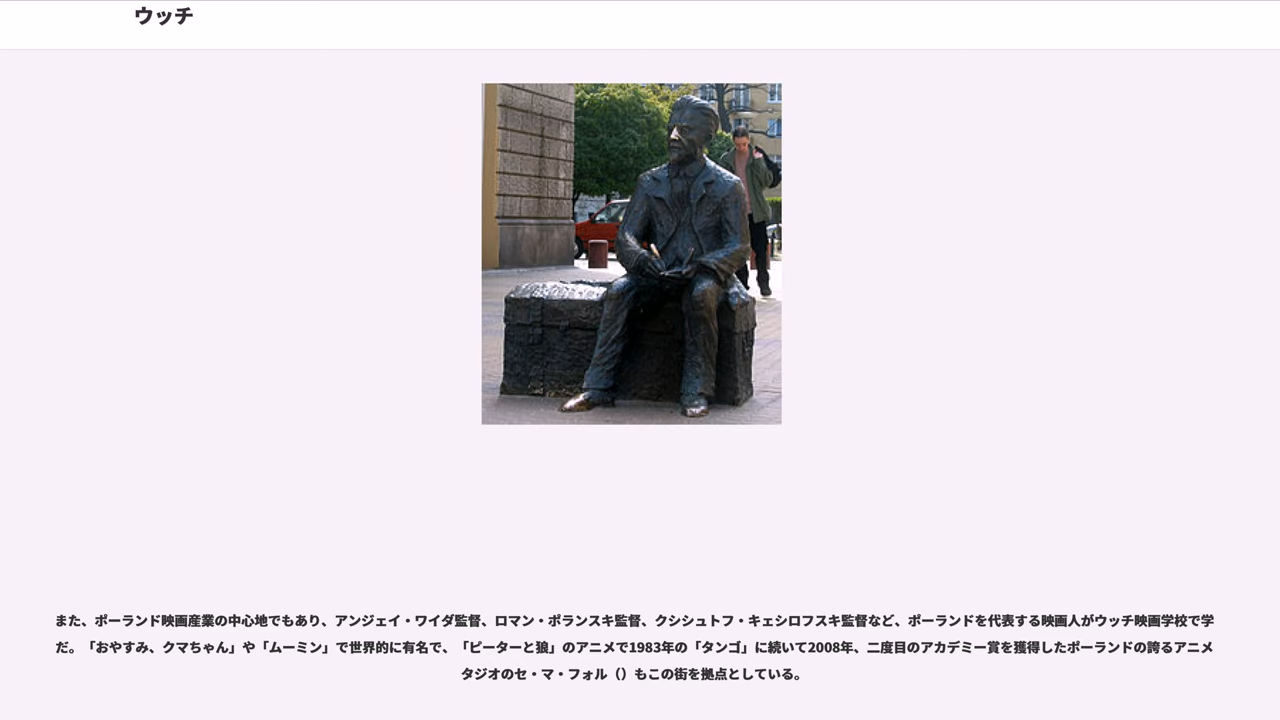 ウッチ
また、ポーランド映画産業の中心地でもあり、アンジェイ・ワイダ監督、ロマン・ポランスキ監督、クシシュトフ・キェシロフスキ監督など、ポーランドを代表する映画人がウッチ映画学校で学
だ。「おやすみ、クマちゃん」や「ムーミン」で世界的に有名で、「ピーターと狼」のアニメで1983年の「タンゴ」に続いて2008年、二度目のアカデミー賞を獲得したポーランドの誇るアニメ
タジオのセ・マ・フォル（）もこの街を拠点としている。